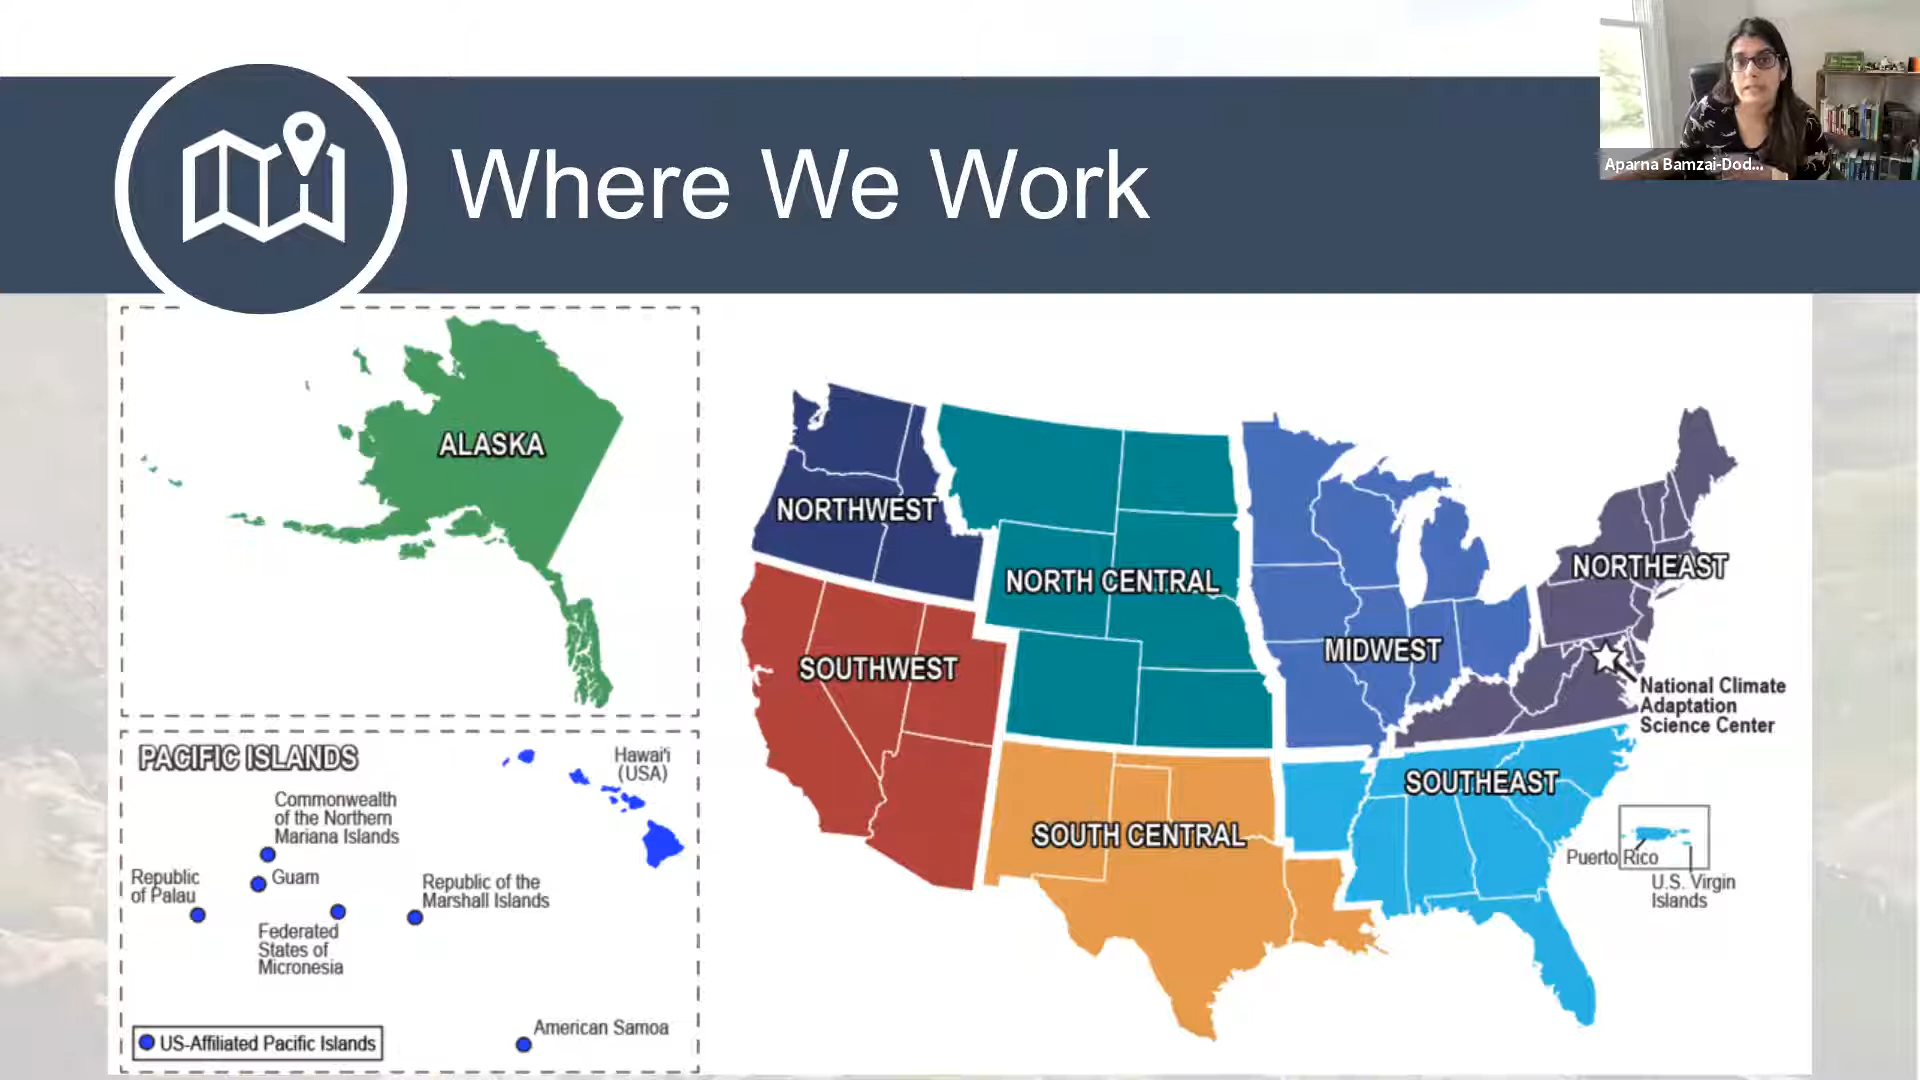 Where We Work
Aparna Bamzai-Dod...
ALASKA
PACIFIC ISLANDS
Hawai'i
(USA)
Commonwealth
of the Northern
Mariana Islands
Republic
of Palau
Guam
Republic of the
Marshall Islands
Federated
States of
Micronesia
American Samoa
US-Affiliated Pacific Islands
NORTHWEST
NORTH CENTRAL
MIDWEST
NORTHEAST
SOUTHWEST
National Climate
Adaptation
Science Center
SOUTH CENTRAL
SOUTHEAST
Puerto Rico
U.S. Virgin
Islands